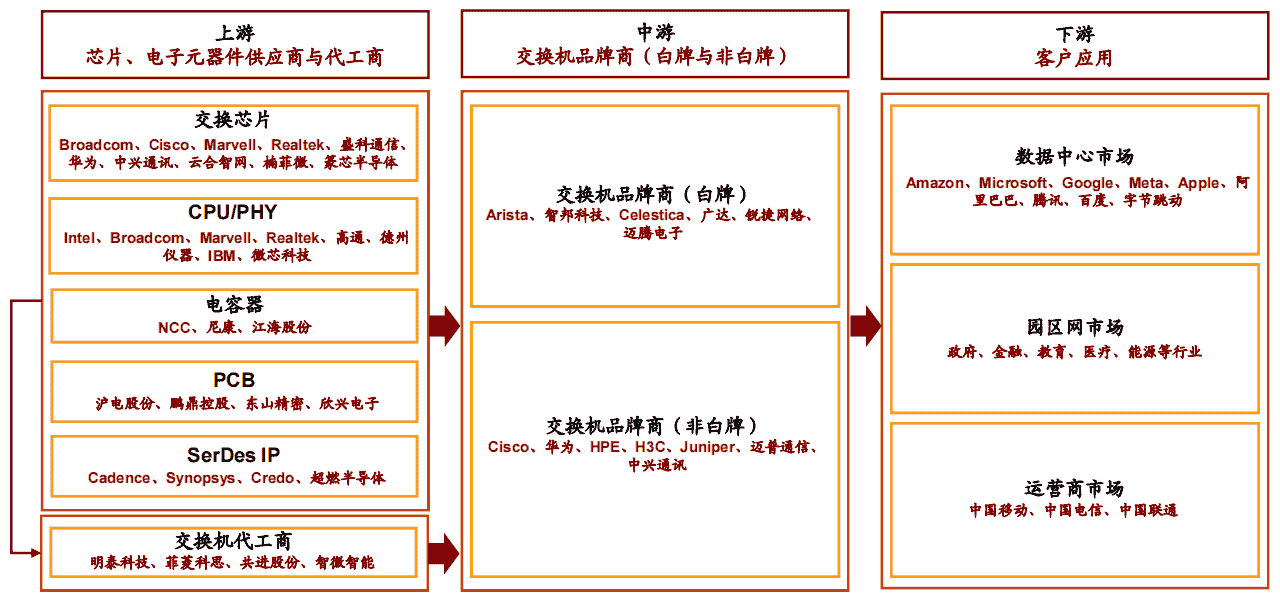 上游
芯片、电子元器件供应商与代工商
交换芯片
Broadcom、Cisco、Marvell、Realtek、盛科通信、
华为、中兴通讯、云合智网、楠菲微、篆芯半导体
CPU/PHY
Intel、Broadcom、Marvell、Realtek、高通、德州
仪器、IBM、微芯科技
电容器
NCC、尼康、江海股份
PCB
沪电股份、鹏鼎控股、东山精密、欣兴电子
SerDes IP
Cadence、Synopsys、Credo、超燃半导体
交换机代工商
明泰科技、菲菱科思、共进股份、智微智能
中游
交换机品牌商（白牌与非白牌）
交换机品牌商（白牌）
Arista、智邦科技、Celestica、广达、锐捷网络、
迈腾电子
交换机品牌商（非白牌）
Cisco、华为、HPE、H3C、Juniper、迈普通信、
中兴通讯
下游
客户应用
数据中心市场
Amazon、Microsoft、Google、Meta、Apple、阿
里巴巴、腾讯、百度、字节跳动
园区网市场
政府、金融、教育、医疗、能源等行业
运营商市场
中国移动、中国电信、中国联通